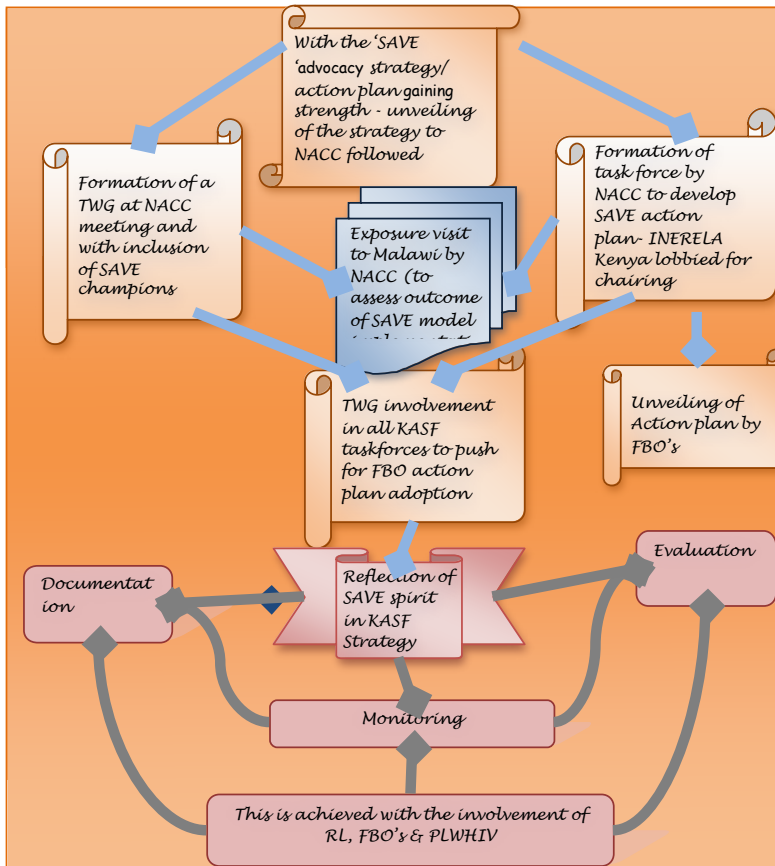 With the ‘SAVE
‘advocacy strategy/
action plan gaining
strength - unveiling
of the strategy to
NACC followed
Formation of a
TWG at NACC
meeting and
with inclusion
of SAVE
champions
Exposure visit
to Malawi by
NACC (to
assess outcome
of SAVE model
Formation of
task force by
NACC to develop
SAVE action
plan- INERELA
Kenya lobbied for
chairing
TWG involvement
in all KASF
taskforces to push
for FBO action
plan adoption
Unveiling of
Action plan by
FBO's
Documentat
ion
Reflection of
SAVE spirit
in KASF
Strategy
Evaluation
Monitoring
This is achieved with the involvement of
RL, FBO's & PLWHIV